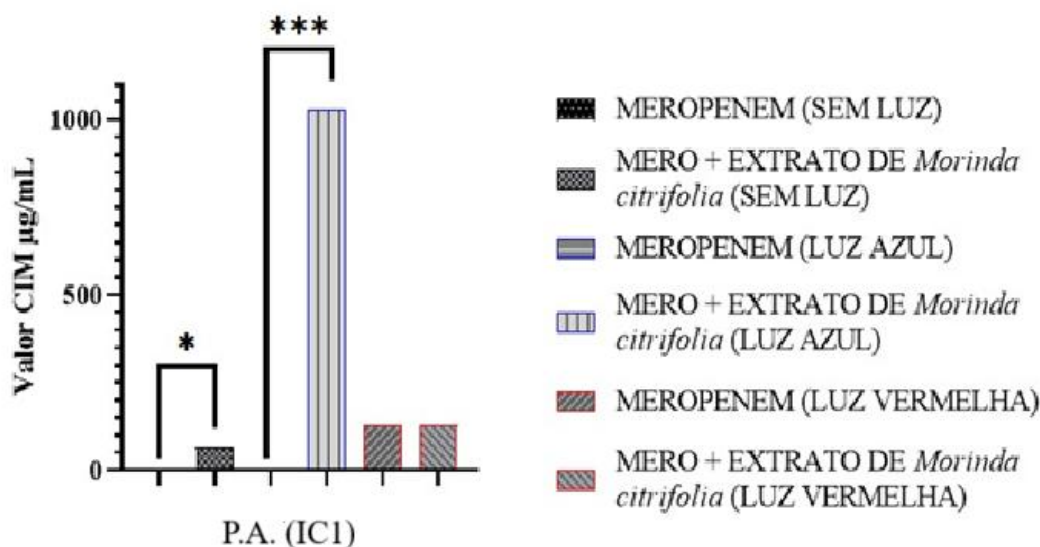 ***
1000
500
0
*
Valor CIM µg/mL
P.A. (IC1)
MEROPENEM (SEM LUZ)
MERO + EXTRATO DE Morinda
citrifolia (SEM LUZ)
MEROPENEM (LUZ AZUL)
MERO + EXTRATO DE Morinda
citrifolia (LUZ AZUL)
MEROPENEM (LUZ VERMELHA)
MERO + EXTRATO DE Morinda
citrifolia (LUZ VERMELHA)